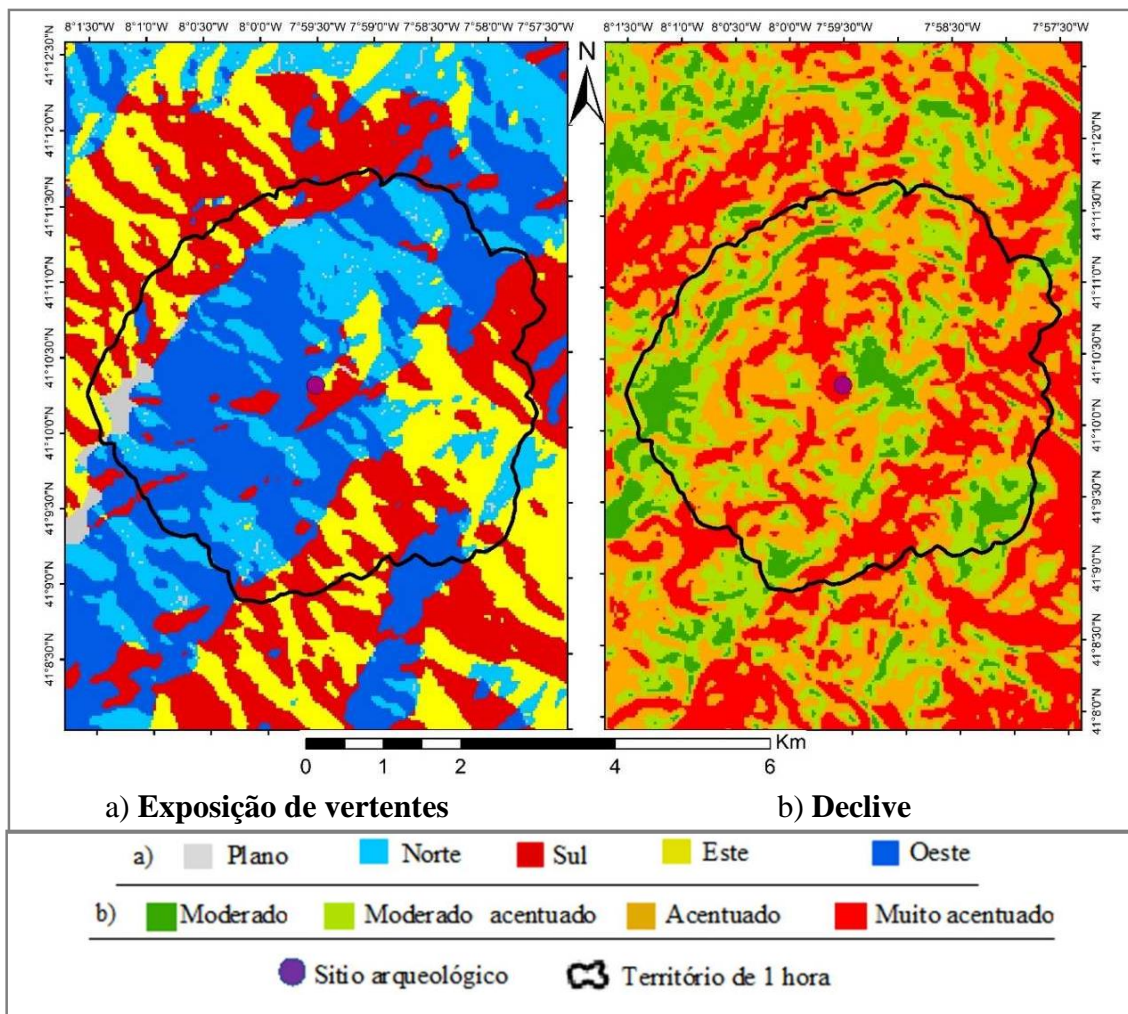 8°1'30"W 8°1'0"W 8°0'30"W 8°0'0"W 7°59'30"W 7°59'0"W 7°58'30"W 7°58'0"W 7°57'30"W
8°1'30"W 8°1'0"W 8°0'30"W 8°0'0"W 7°59'30"W 7°58'30"W 7°57'30"W
41°12'30"N
41°12'0"N
41°11'30"N
41°11'0"N
41°10'30"N
41°10'0"N
41°9'30"N
41°9'0"N
41°8'30"N
N
41°12'0"N
41°11'30"N
41°11'0"N
41°10'30"N
41°10'0"N
41°9'30"N
41°9'0"N
41°8'30"N
41°8'0"N
Km
0 1 2 4 6
a) Exposição de vertentes
b) Declive
a) Plano Norte Sul Este Oeste
b) Moderado Moderado acentuado Acentuado Muito acentuado
Sitio arqueológico Território de 1 hora